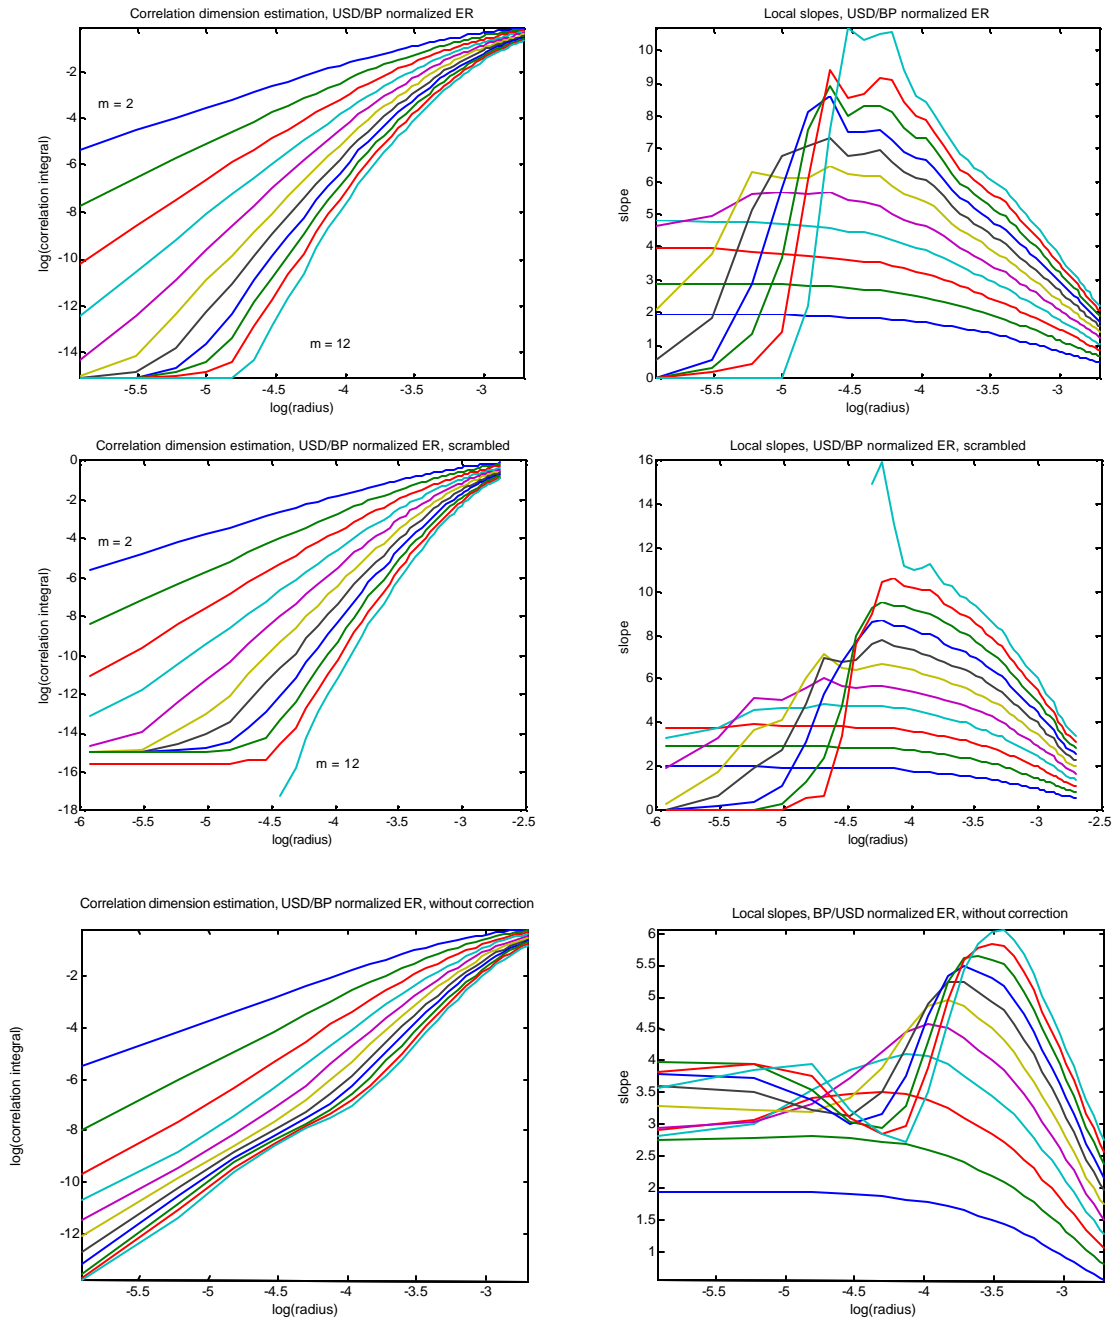 Correlation dimension estimation, USD/BP normalized ER
log(correlation integral)
-2
-4
-6
-8
-10
-12
-14
m = 2
m = 12
-5.5 -5 -4.5 -4 -3.5 -3
log(radius)
Local slopes, USD/BP normalized ER
slope
10
9
8
7
6
5
4
3
2
1
0
-5.5 -5 -4.5 -4 -3.5 -3
log(radius)
Correlation dimension estimation, USD/BP normalized ER, scrambled
log(correlation integral)
0
-2
-4
-6
-8
-10
-12
-14
-16
-18
m = 2
m = 12
-6 -5.5 -5 -4.5 -4 -3.5 -3 -2.5
log(radius)
Local slopes, USD/BP normalized ER, scrambled
slope
16
14
12
10
8
6
4
2
0
-6 -5.5 -5 -4.5 -4 -3.5 -3 -2.5
log(radius)
Correlation dimension estimation, USD/BP normalized ER, without correction
log(correlation integral)
-2
-4
-6
-8
-10
-12
-5.5 -5 -4.5 -4 -3.5 -3
log(radius)
Local slopes, BP/USD normalized ER, without correction
slope
6
5.5
5
4.5
4
3.5
3
2.5
2
1.5
1
-5.5 -5 -4.5 -4 -3.5 -3
log(radius)